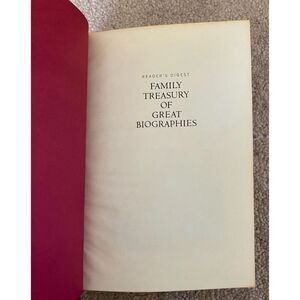 READER'S DIGEST
FAMILY
TREASURY
OF
GREAT
BIOGRAPHIES